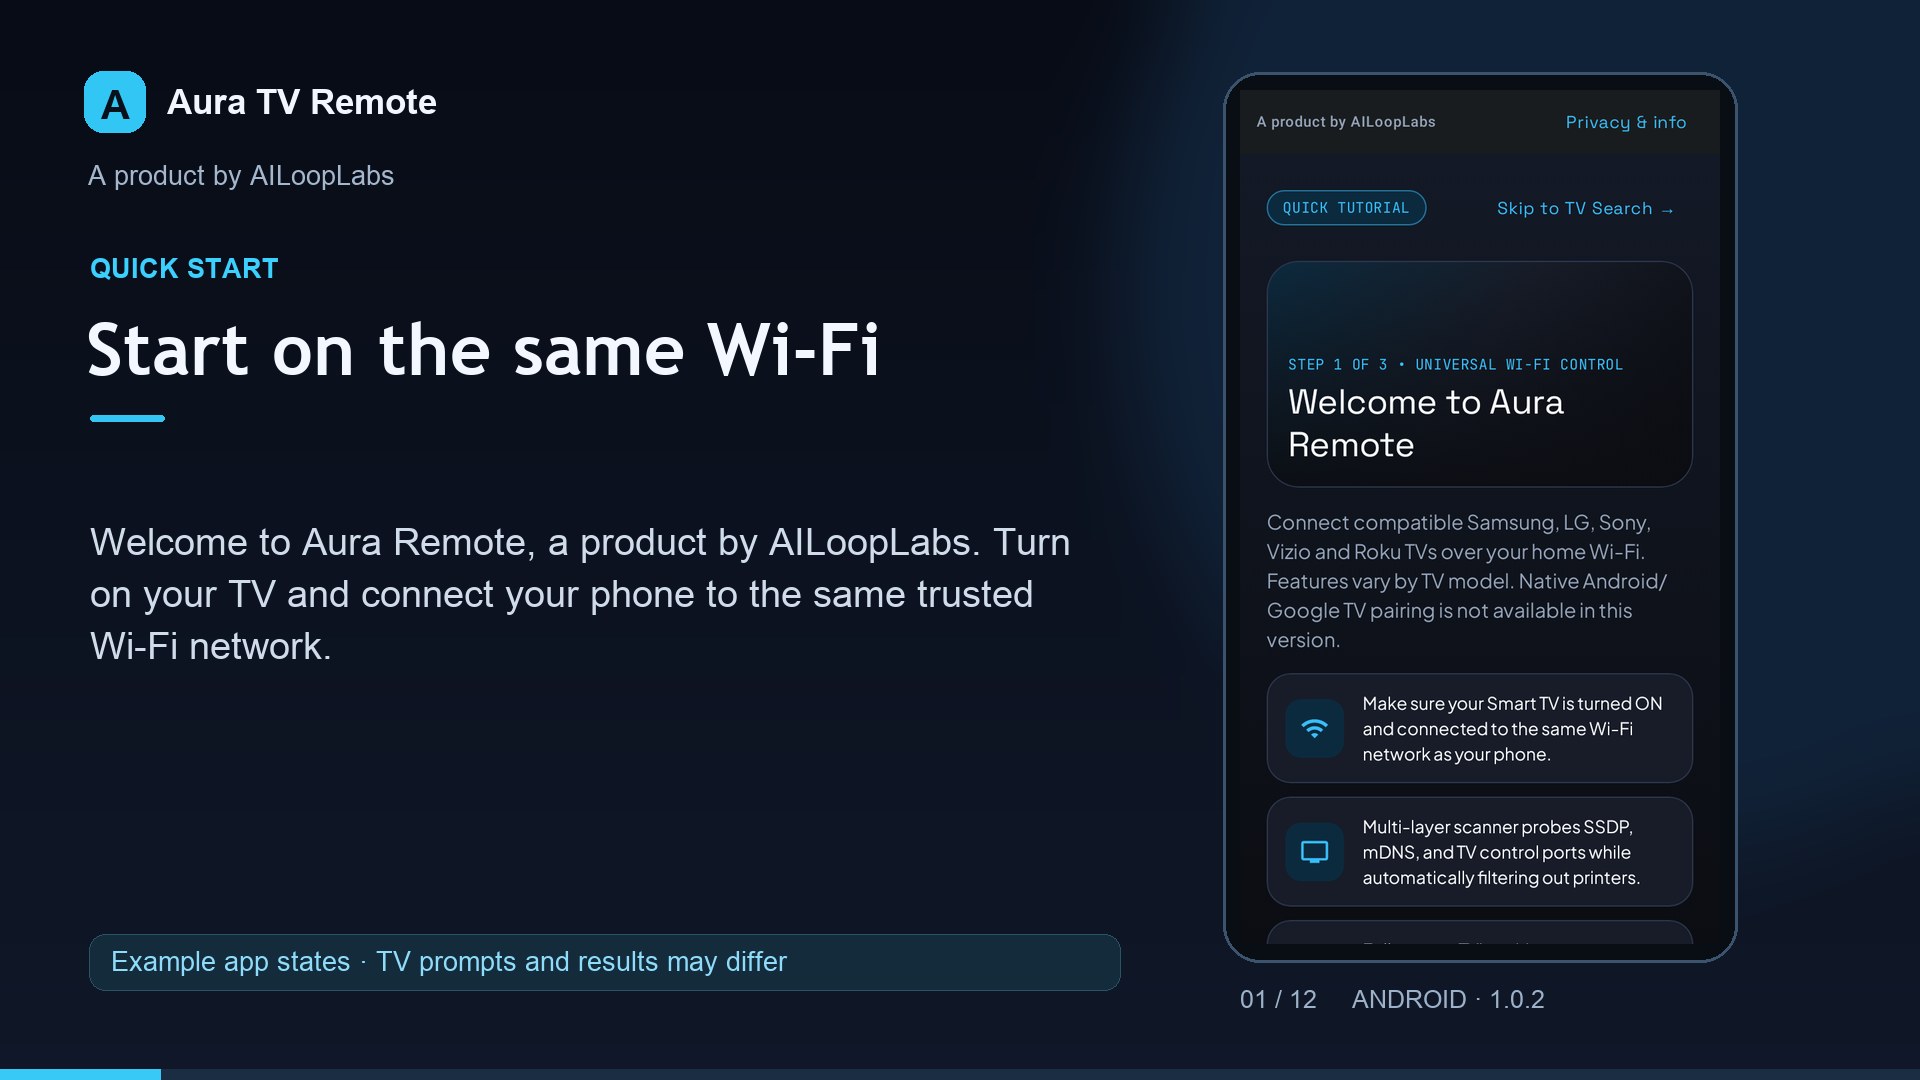 A
Aura TV Remote
A product by AILoopLabs
QUICK START
Start on the same Wi-Fi
Welcome to Aura Remote, a product by AILoopLabs. Turn
on your TV and connect your phone to the same trusted
Wi-Fi network.
Example app states · TV prompts and results may differ
A product by AILoopLabs
Privacy & info
QUICK TUTORIAL
Skip to TV Search →
STEP 1 OF 3 • UNIVERSAL WI-FI CONTROL
Welcome to Aura
Remote
Connect compatible Samsung, LG, Sony,
Vizio and Roku TVs over your home Wi-Fi.
Features vary by TV model. Native Android/
Google TV pairing is not available in this
version.
Make sure your Smart TV is turned ON
and connected to the same Wi-Fi
network as your phone.
Multi-layer scanner probes SSDP,
mDNS, and TV control ports while
automatically filtering out printers.
01 / 12 ANDROID · 1.0.2